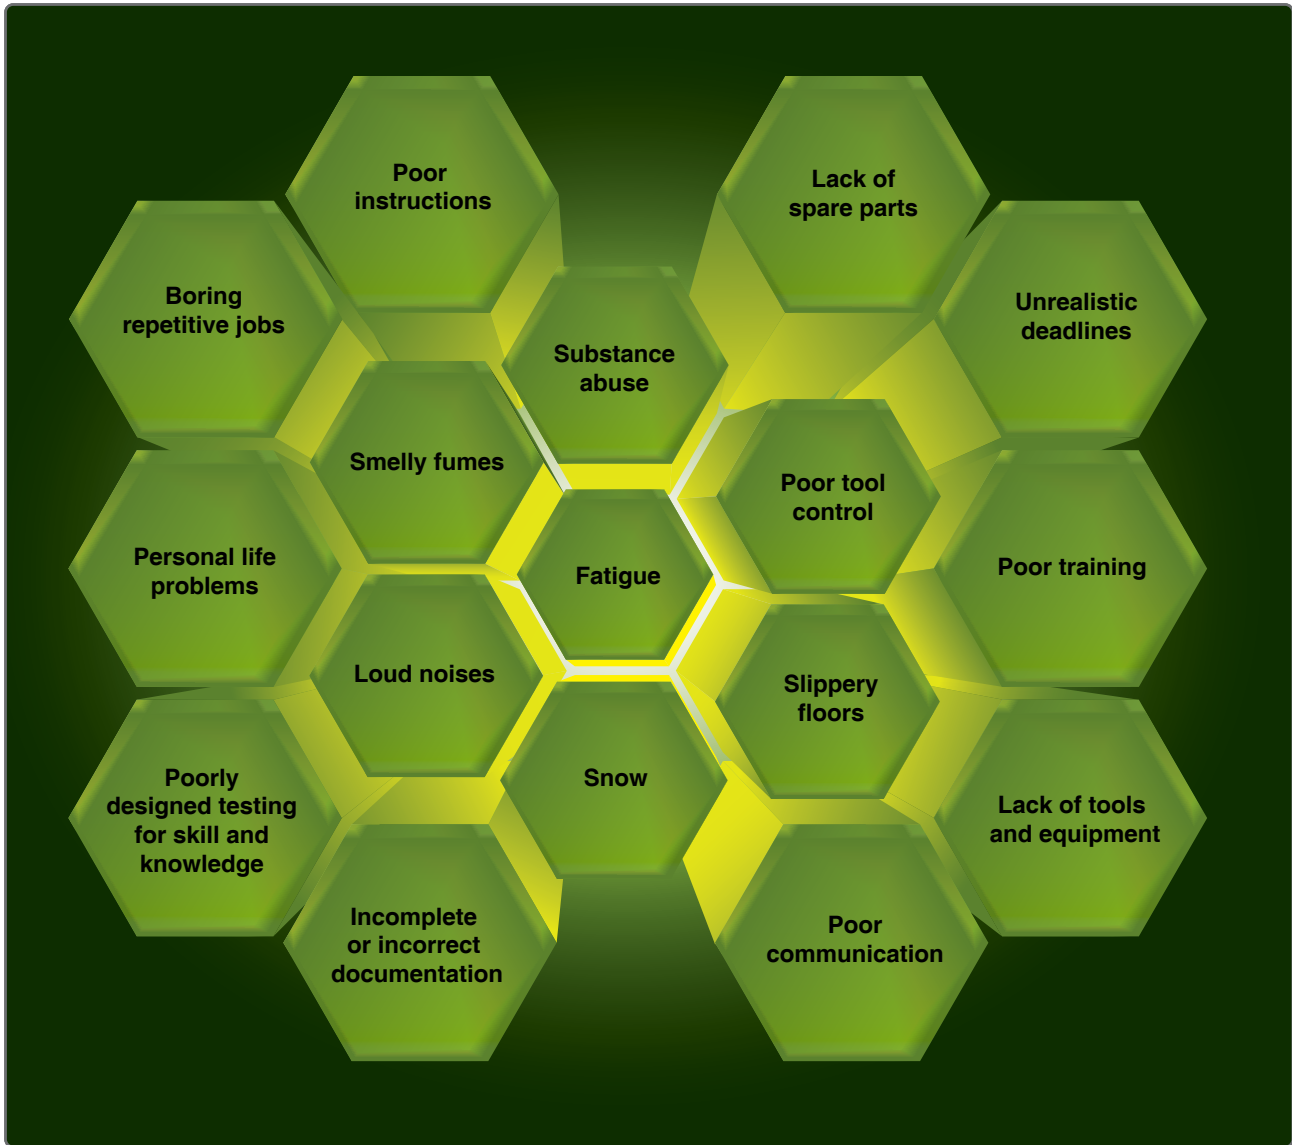 Poor
instructions
Lack of
spare parts
Boring
repetitive jobs
Unrealistic
deadlines
Substance
abuse
Smelly fumes
Poor tool
control
Personal life
problems
Fatigue
Poor training
Loud noises
Slippery
floors
Snow
Poorly
designed testing
for skill and
knowledge
Lack of tools
and equipment
Incomplete
or incorrect
documentation
Poor
communication